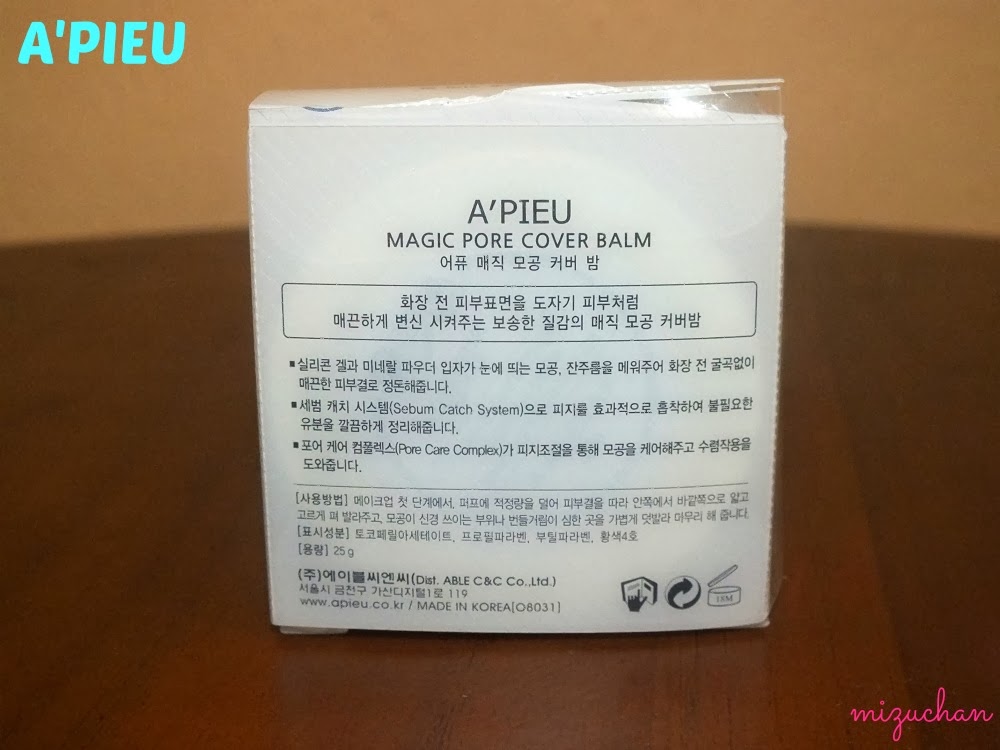 A'PIEU
A'PIEU
MAGIC PORE COVER BALM
어퓨 매직 모공 커버 밤
화장 전 피부표면을 도자기 피부처럼
매끈하게 변신 시켜주는 보송한 질감의 매직 모공 커버밤
▪실리콘 겔과 미네랄 파우더 입자가 눈에 띄는 모공, 잔주름을 메워주어 화장 전 굴곡없이
매끈한 피부결로 정돈해줍니다.
▪세범 캐치 시스템(Sebum Catch System)으로 피지를 효과적으로 흡착하여 불필요한
유분을 깔끔하게 정리해줍니다.
▪포어 케어 컴플렉스(Pore Care Complex)가 피지조절을 통해 모공을 케어해주고 수렴작용을
도와줍니다.
[사용방법] 메이크업 첫 단계에서, 퍼프에 적정량을 덜어 피부결을 따라 안쪽에서 바깥쪽으로 얇고
고르게 펴 발라주고, 모공이 신경 쓰이는 부위나 번들거림이 심한 곳을 가볍게 덧발라 마무리 해 줍니다.
[표시성분] 토코페릴아세테이트, 프로필파라벤, 부틸파라벤, 황색4호
[용량] 25g
(주)에이블씨엔씨(Dist. ABLE C&C Co.,Ltd.)
서울시 금천구 가산디지털1로 119
www.apieu.co.kr / MADE IN KOREA[O8031]
18M
mizuchan